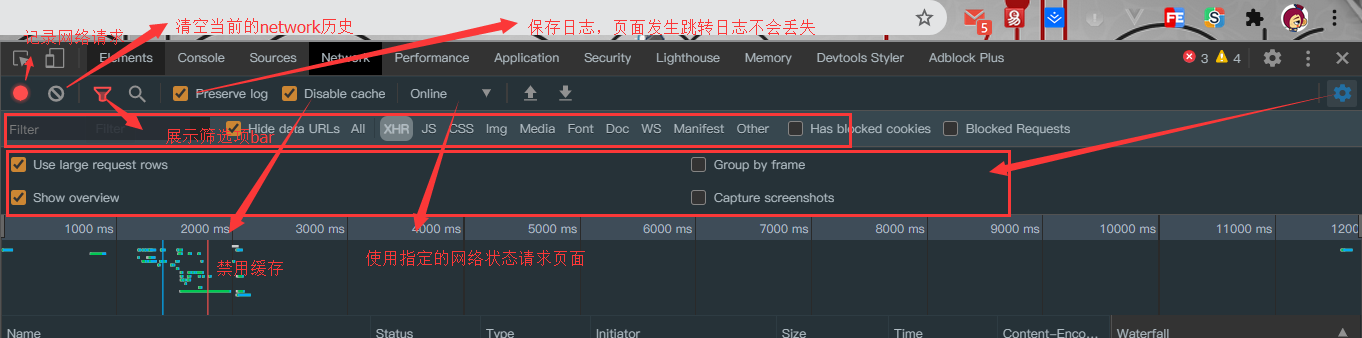 记录网络请求
清空当前的network历史
保存日志，页面发生跳转日志不会丢失
5
FE
S
Elements Console Sources Network Performance Application Security Lighthouse Memory Devtools Styler Adblock Plus 3 4
Preserve log Disable cache Online
Filter Hide data URLs All XHR JS CSS Img Media Font Doc WS Manifest Other Has blocked cookies Blocked Requests
展示筛选项bar
Use large request rows Group by frame
Show overview Capture screenshots
1000 ms 2000 ms 3000 ms 4000 ms 5000 ms 6000 ms 7000 ms 8000 ms 9000 ms 10000 ms 11000 ms 1200
禁用缓存
使用指定的网络状态请求页面
Name Status Type Initiator Size Time Content-Enco... Waterfall